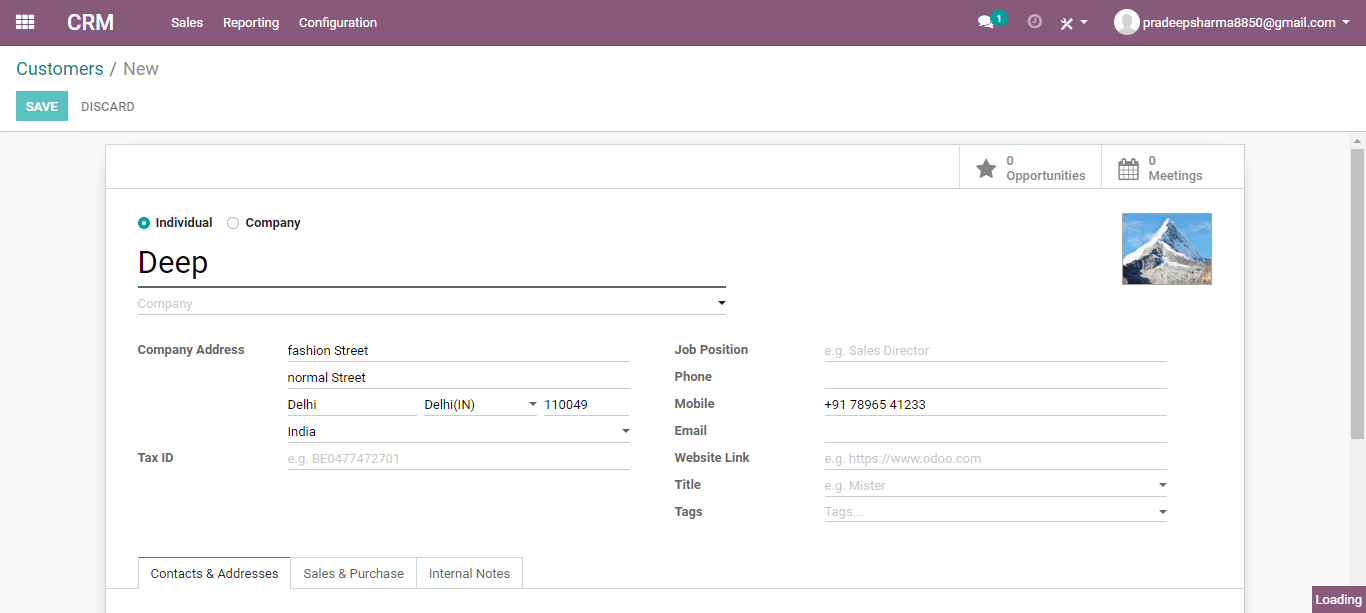 CRM Sales Reporting Configuration 1 pradeepsharma8850@gmail.com
Customers / New
SAVE DISCARD
0 Opportunities
0 Meetings
Individual Company
Deep
Company
Company Address fashion Street
normal Street
Delhi Delhi(IN) 110049
India
Tax ID e.g. BE0477472701
Job Position e.g. Sales Director
Phone
Mobile +91 78965 41233
Email
Website Link e.g. https://www.odoo.com
Title e.g. Mister
Tags Tags...
Contacts & Addresses Sales & Purchase Internal Notes
Loading